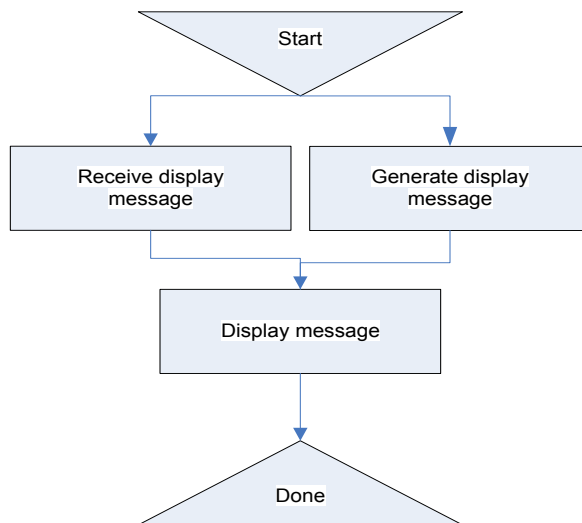 Start
Receive display
message
Generate display
message
Display message
Done